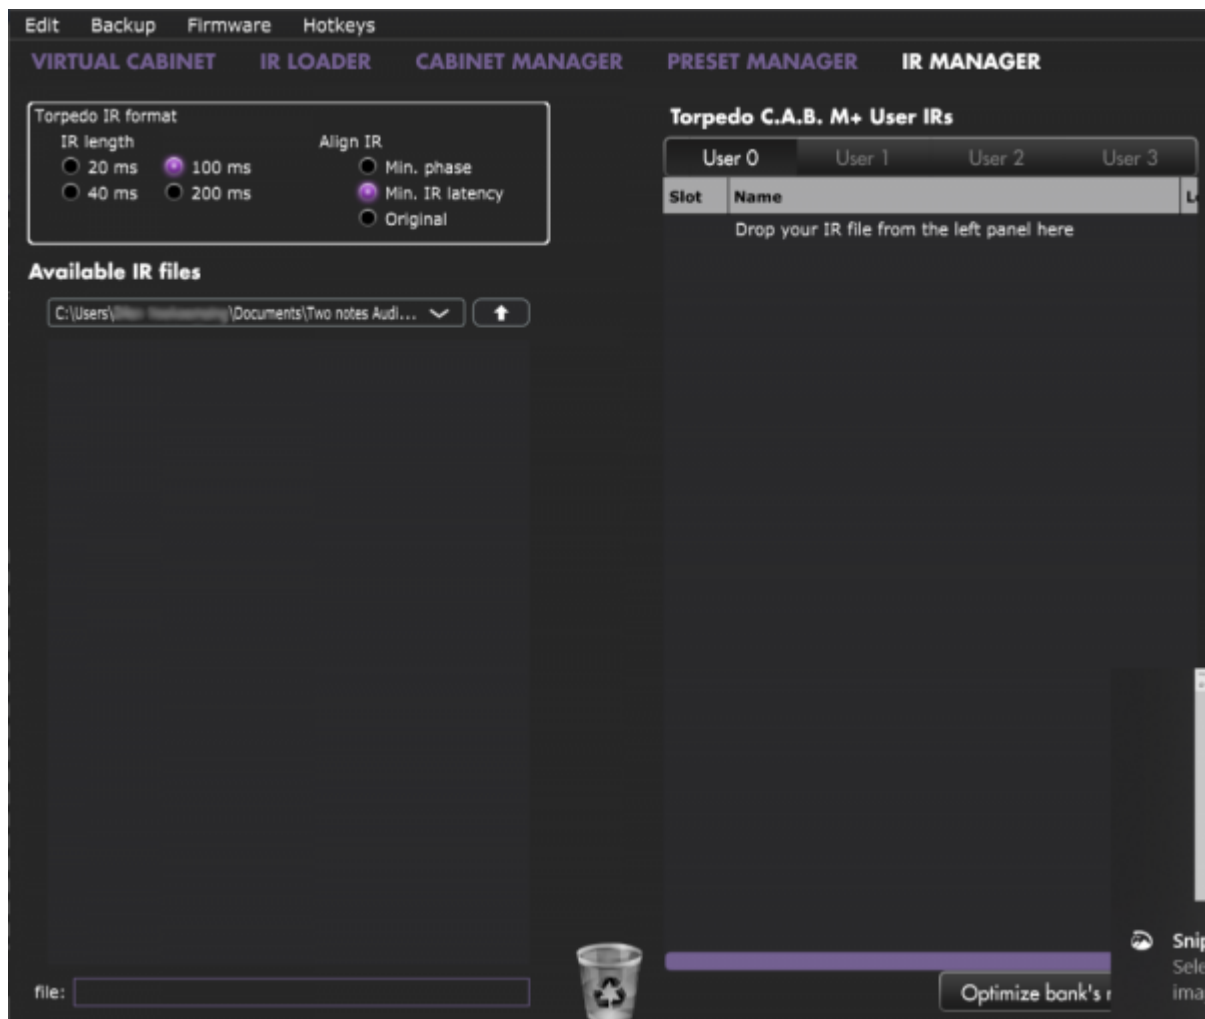 Edit Backup Firmware Hotkeys
VIRTUAL CABINET IR LOADER CABINET MANAGER PRESET MANAGER IR MANAGER
Torpedo IR format
IR length Align IR
20 ms 100 ms Min. phase
40 ms 200 ms Min. IR latency
Original
Available IR files
C:\Users\ \Documents\Two notes Audi...
file:
Torpedo C.A.B. M+ User IRs
User 0 User 1 User 2 User 3
Slot Name
Drop your IR file from the left panel here
Optimize bank's
Snip
Sele
ima